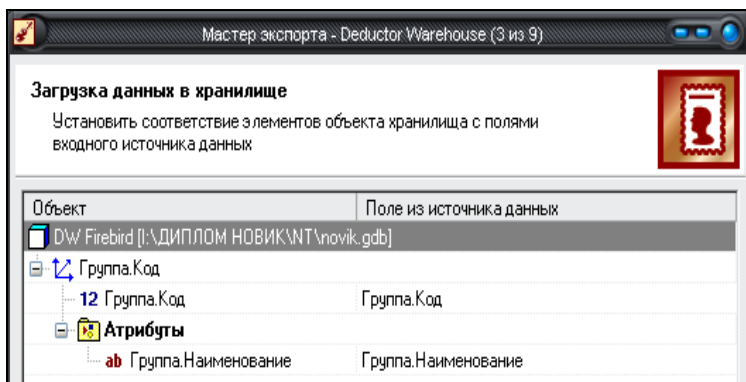 Мастер экспорта - Deductor Warehouse (3 из 9)
Загрузка данных в хранилище
Установить соответствие элементов объекта хранилища с полями
входного источника данных
Объект Поле из источника данных
DW Firebird [I:\ДИПЛОМ НОВИК\NT\novik.gdb]
Группа.Код
12 Группа.Код Группа.Код
Атрибуты
ab Группа.Наименование Группа.Наименование